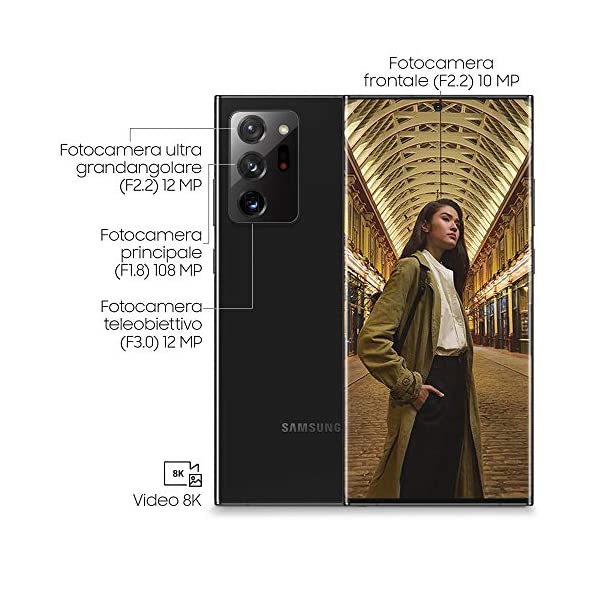 Fotocamera
frontale (F2.2) 10 MP
Fotocamera ultra
grandangolare
(F2.2) 12 MP
Fotocamera
principale
(F1.8) 108 MP
Fotocamera
teleobiettivo
(F3.0) 12 MP
SAMSUNG
8K
Video 8K